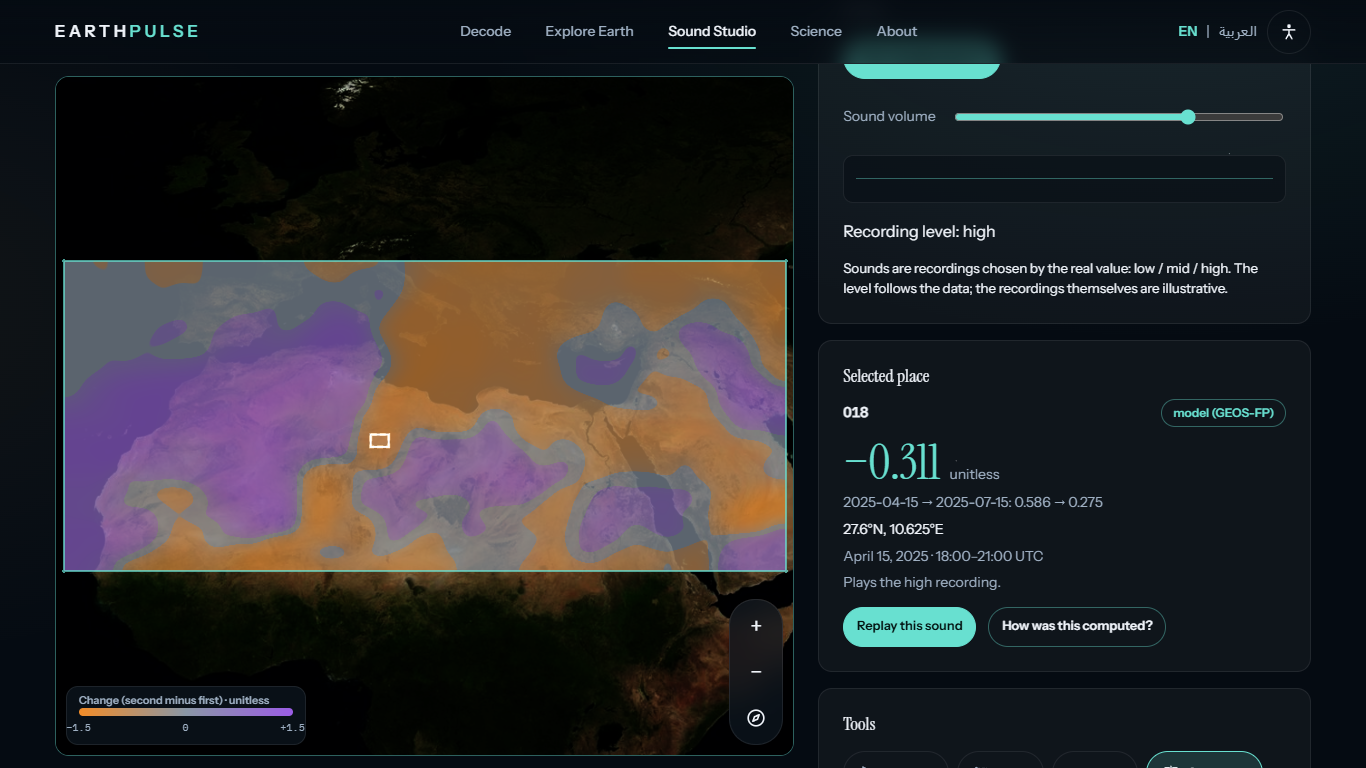 EARTHPULSE
Decode
Explore Earth
Sound Studio
Science
About
EN | العربية
Sound volume
Recording level: high
Sounds are recordings chosen by the real value: low / mid / high. The
level follows the data; the recordings themselves are illustrative.
Selected place
018
model (GEOS-FP)
−0.311 unitless
2025-04-15 → 2025-07-15: 0.586 → 0.275
27.6°N, 10.625°E
April 15, 2025 · 18:00–21:00 UTC
Plays the high recording.
Replay this sound
How was this computed?
Tools
Change (second minus first) · unitless
−1.5 0 +1.5